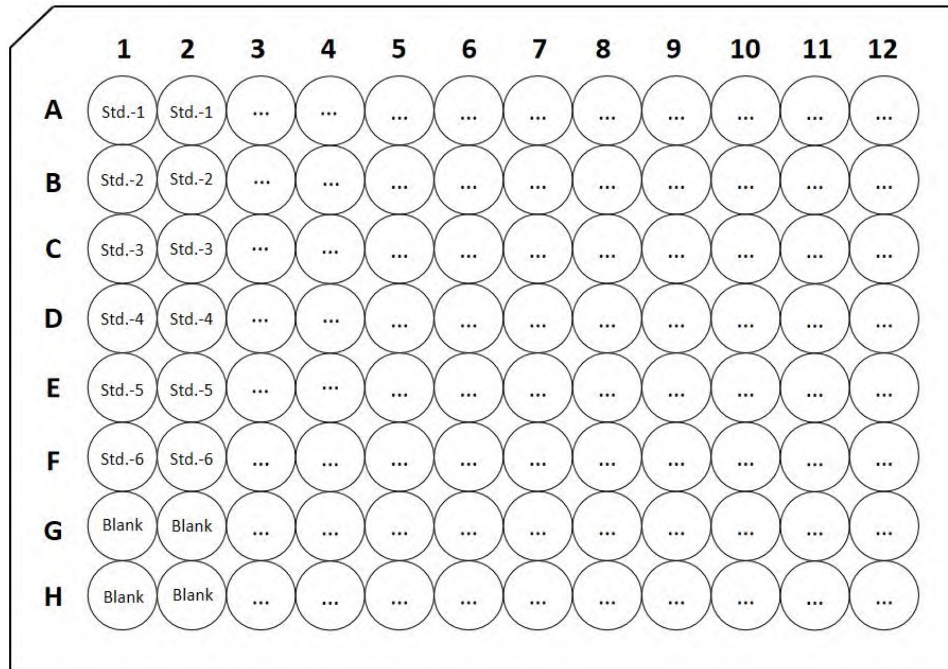 1 2 3 4 5 6 7 8 9 10 11 12
A Std.-1 Std.-1 ... ... ... ... ... ... ... ... ... ...
B Std.-2 Std.-2 ... ... ... ... ... ... ... ... ... ...
C Std.-3 Std.-3 ... ... ... ... ... ... ... ... ... ...
D Std.-4 Std.-4 ... ... ... ... ... ... ... ... ... ...
E Std.-5 Std.-5 ... ... ... ... ... ... ... ... ... ...
F Std.-6 Std.-6 ... ... ... ... ... ... ... ... ... ...
G Blank Blank ... ... ... ... ... ... ... ... ... ...
H Blank Blank ... ... ... ... ... ... ... ... ... ...